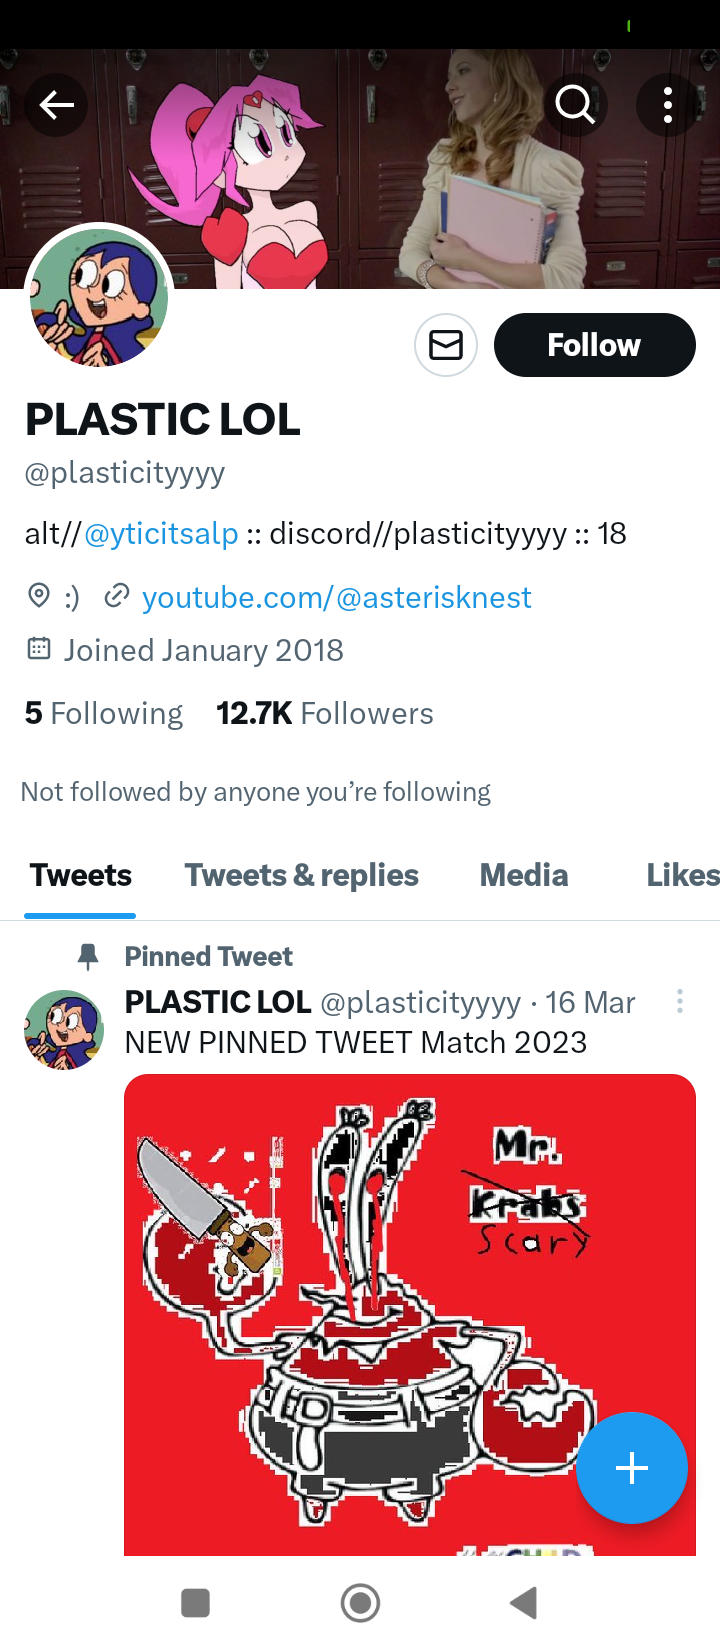 Follow
PLASTIC LOL
@plasticityyyy
alt//@yticitsalp :: discord//plasticityyyy :: 18
:) youtube.com/@asterisknest
Joined January 2018
5 Following 12.7K Followers
Not followed by anyone you’re following
Tweets Tweets & replies Media Likes
Pinned Tweet
PLASTIC LOL @plasticityyyy · 16 Mar
NEW PINNED TWEET Match 2023
Mr.
Krabs
Scary